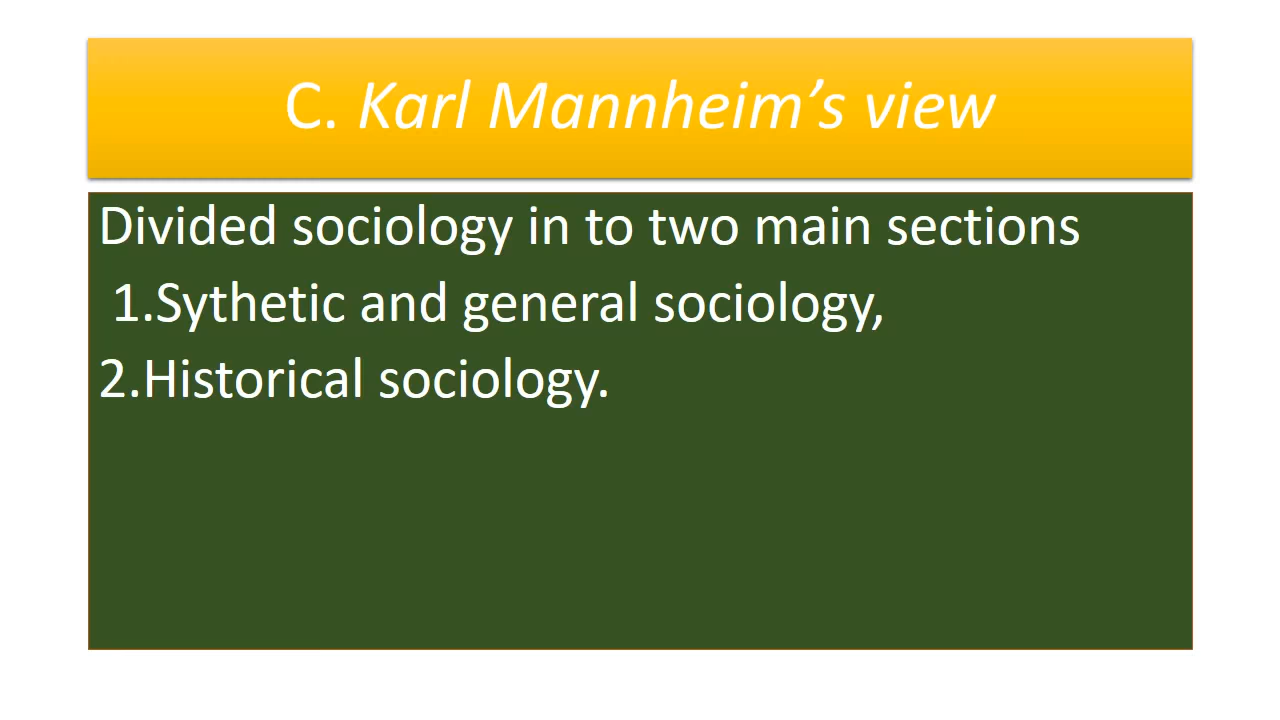 C. Karl Mannheim’s view
Divided sociology in to two main sections
1.Sythetic and general sociology,
2.Historical sociology.